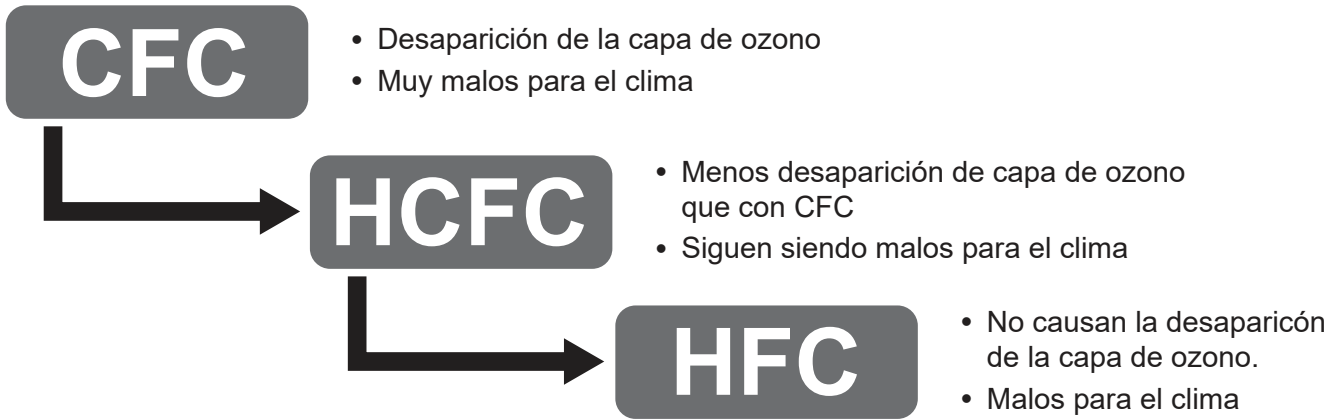 CFC
• Desaparición de la capa de ozono
• Muy malos para el clima
HCFC
• Menos desaparición de capa de ozono
que con CFC
• Siguen siendo malos para el clima
HFC
• No causan la desaparicón
de la capa de ozono.
• Malos para el clima